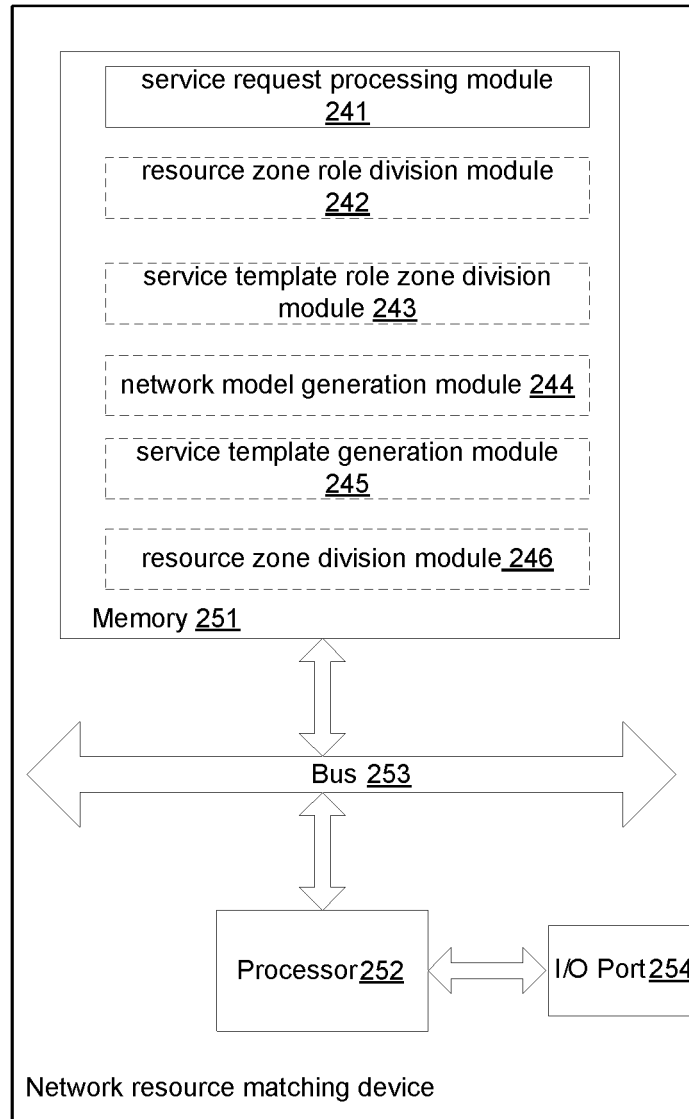 service request processing module
241
resource zone role division module
242
service template role zone division
module 243
network model generation module 244
service template generation module
245
resource zone division module 246
Memory 251
Bus 253
Processor252
I/O Port254
Network resource matching device